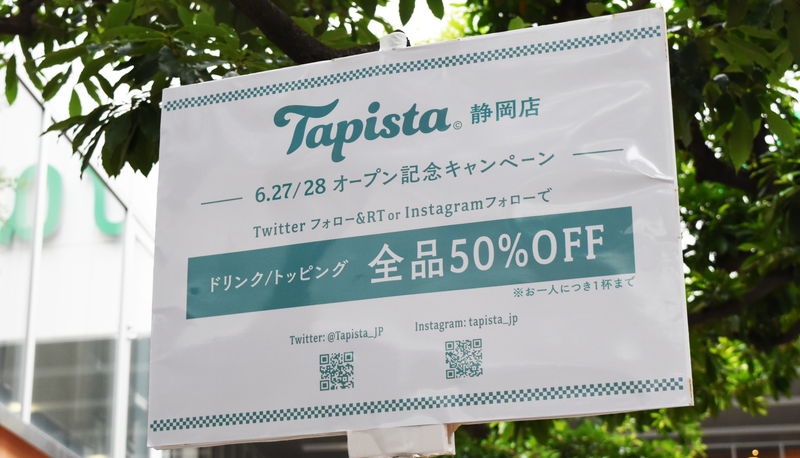 Tapista© 静岡店
6.27/28 オープン記念キャンペーン
Twitter フォロー&RT or Instagramフォローで
ドリンク/トッピング 全品50%OFF
※お一人につき1杯まで
Twitter: @Tapista_JP
Instagram: tapista_jp